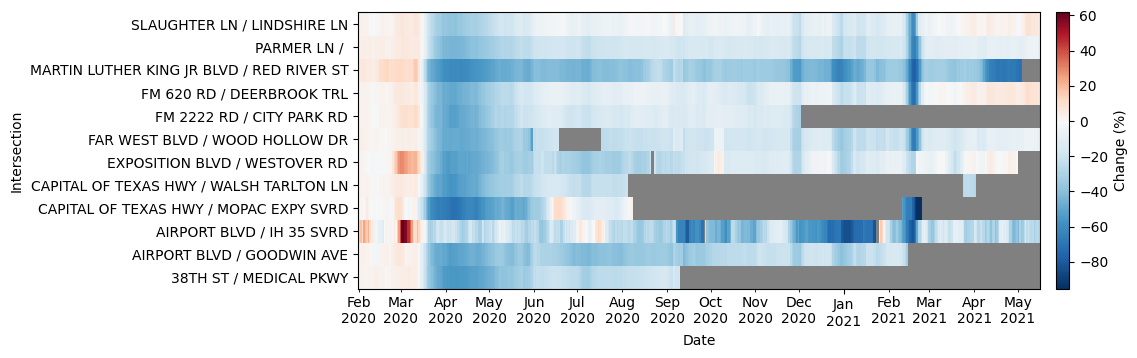 SLAUGHTER LN / LINDSHIRE LN
PARMER LN /
MARTIN LUTHER KING JR BLVD / RED RIVER ST
FM 620 RD / DEERBROOK TRL
FM 2222 RD / CITY PARK RD
FAR WEST BLVD / WOOD HOLLOW DR
EXPOSITION BLVD / WESTOVER RD
CAPITAL OF TEXAS HWY / WALSH TARLTON LN
CAPITAL OF TEXAS HWY / MOPAC EXPY SVRD
AIRPORT BLVD / IH 35 SVRD
AIRPORT BLVD / GOODWIN AVE
38TH ST / MEDICAL PKWY
Intersection
Feb Mar Apr May Jun Jul Aug Sep Oct Nov Dec Jan Feb Mar Apr May
2020 2020 2020 2020 2020 2020 2020 2020 2020 2020 2020 2021 2021 2021 2021 2021
Date
60
40
20
0
−20
−40
−60
−80
Change (%)